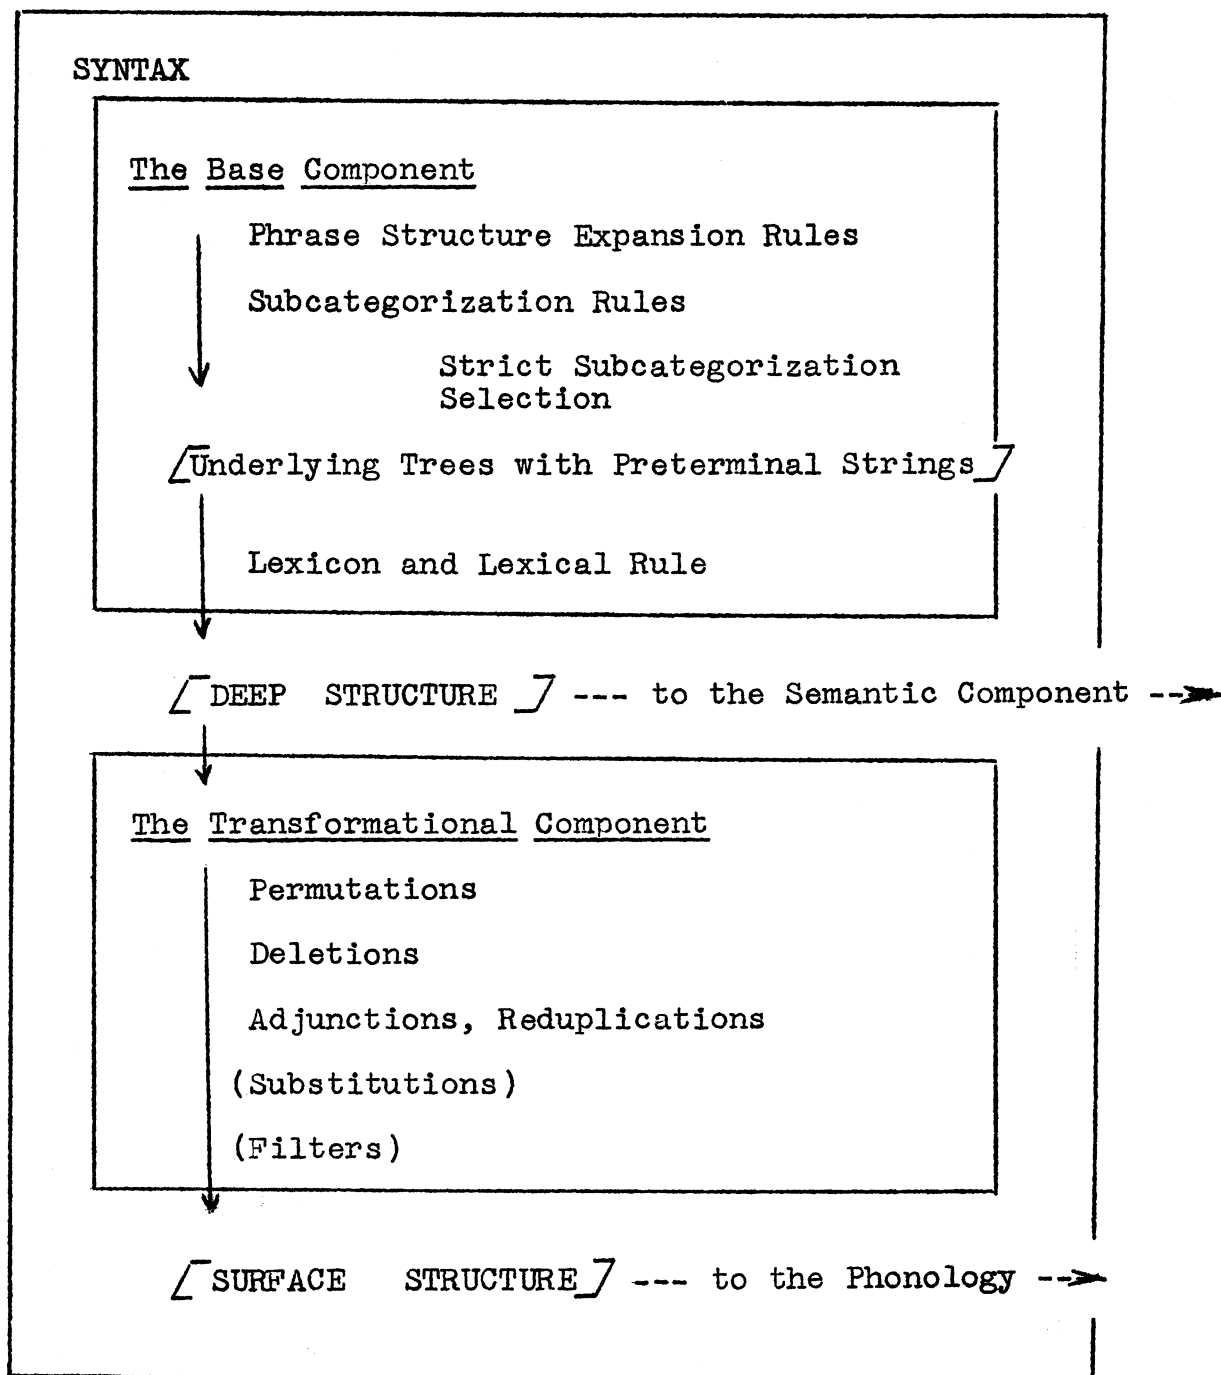 SYNTAX
The Base Component
Phrase Structure Expansion Rules
Subcategorization Rules
Strict Subcategorization
Selection
[Underlying Trees with Preterminal Strings]
Lexicon and Lexical Rule
[DEEP STRUCTURE] --- to the Semantic Component -->
The Transformational Component
Permutations
Deletions
Adjunctions, Reduplications
(Substitutions)
(Filters)
[SURFACE STRUCTURE] --- to the Phonology -->